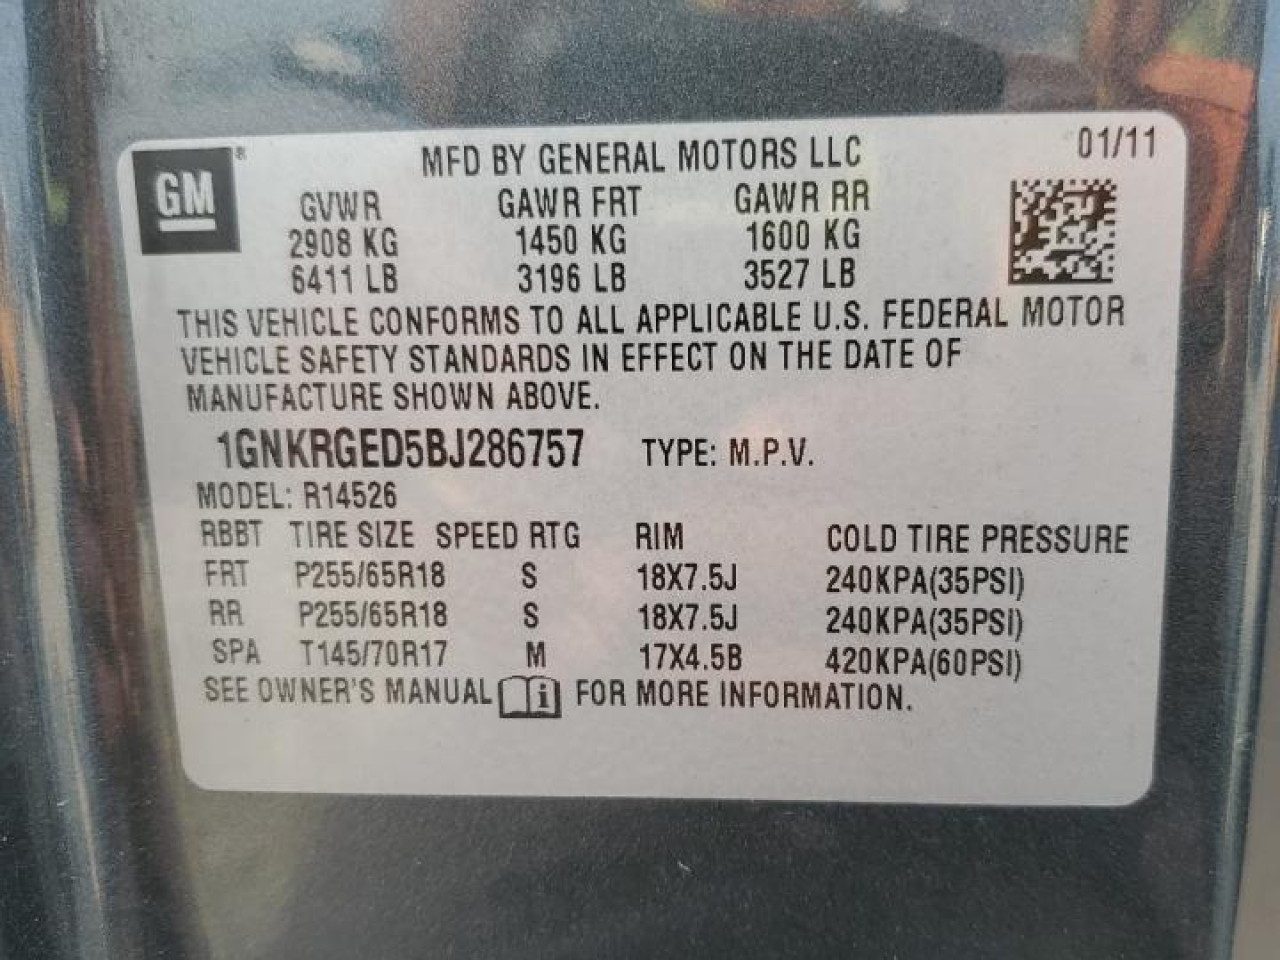 GM® MFD BY GENERAL MOTORS LLC 01/11
GVWR GAWR FRT GAWR RR
2908 KG 1450 KG 1600 KG
6411 LB 3196 LB 3527 LB
THIS VEHICLE CONFORMS TO ALL APPLICABLE U.S. FEDERAL MOTOR
VEHICLE SAFETY STANDARDS IN EFFECT ON THE DATE OF
MANUFACTURE SHOWN ABOVE.
1GNKRGED5BJ286757 TYPE: M.P.V.
MODEL: R14526
RBBT TIRE SIZE SPEED RTG RIM COLD TIRE PRESSURE
FRT P255/65R18 S 18X7.5J 240KPA(35PSI)
RR P255/65R18 S 18X7.5J 240KPA(35PSI)
SPA T145/70R17 M 17X4.5B 420KPA(60PSI)
SEE OWNER'S MANUAL i FOR MORE INFORMATION.